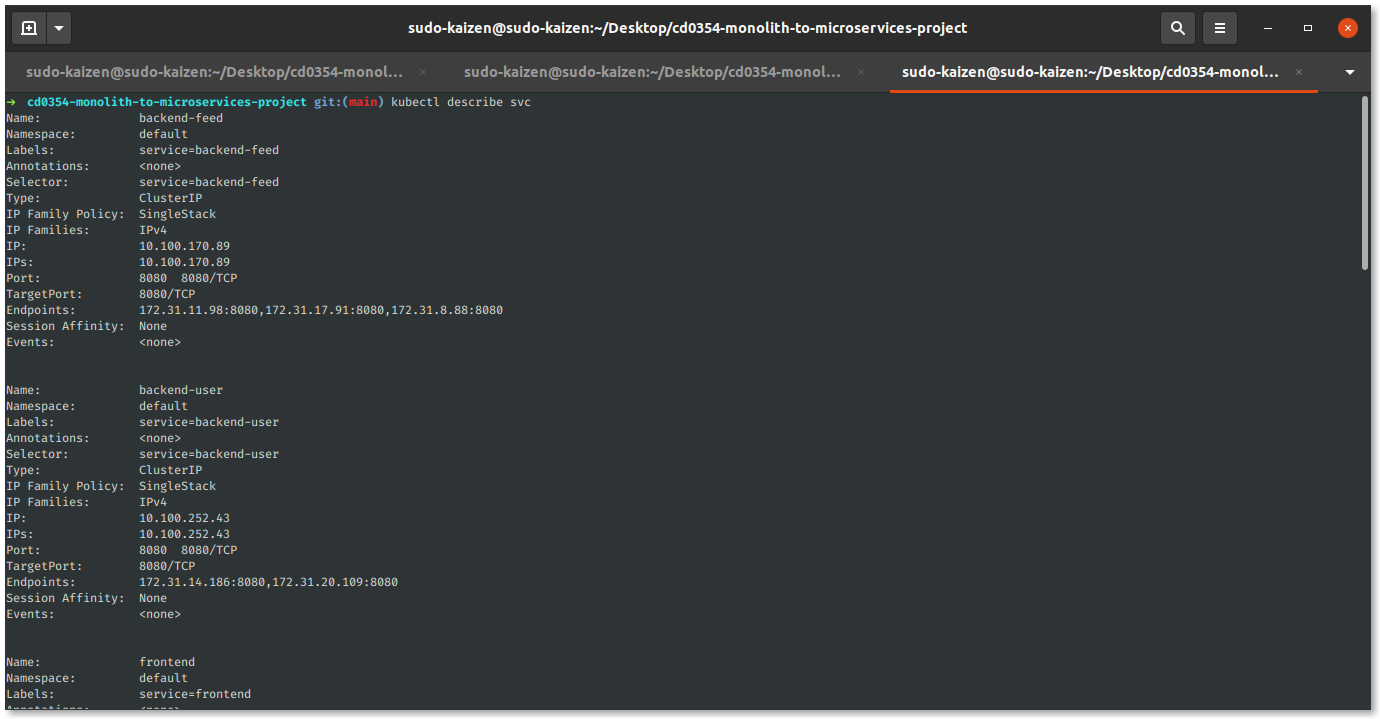 sudo-kaizen@sudo-kaizen:~/Desktop/cd0354-monolith-to-microservices-project
sudo-kaizen@sudo-kaizen:~/Desktop/cd0354-monol... × sudo-kaizen@sudo-kaizen:~/Desktop/cd0354-monol... × sudo-kaizen@sudo-kaizen:~/Desktop/cd0354-monol... ×
→ cd0354-monolith-to-microservices-project git:(main) kubectl describe svc
Name: backend-feed
Namespace: default
Labels: service=backend-feed
Annotations: <none>
Selector: service=backend-feed
Type: ClusterIP
IP Family Policy: SingleStack
IP Families: IPv4
IP: 10.100.170.89
IPs: 10.100.170.89
Port: 8080 8080/TCP
TargetPort: 8080/TCP
Endpoints: 172.31.11.98:8080,172.31.17.91:8080,172.31.8.88:8080
Session Affinity: None
Events: <none>
Name: backend-user
Namespace: default
Labels: service=backend-user
Annotations: <none>
Selector: service=backend-user
Type: ClusterIP
IP Family Policy: SingleStack
IP Families: IPv4
IP: 10.100.252.43
IPs: 10.100.252.43
Port: 8080 8080/TCP
TargetPort: 8080/TCP
Endpoints: 172.31.14.186:8080,172.31.20.109:8080
Session Affinity: None
Events: <none>
Name: frontend
Namespace: default
Labels: service=frontend
Annotations: <none>